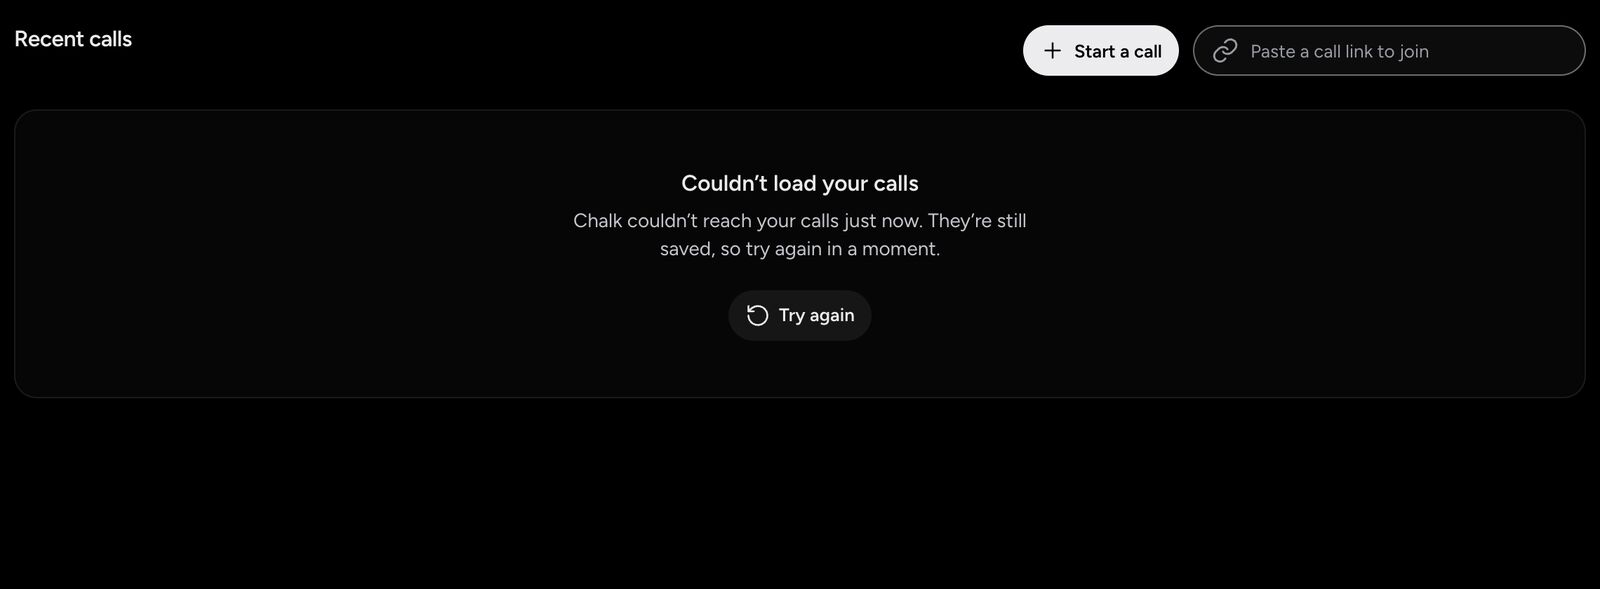 Recent calls
Start a call
Paste a call link to join
Couldn’t load your calls
Chalk couldn’t reach your calls just now. They’re still
saved, so try again in a moment.
Try again